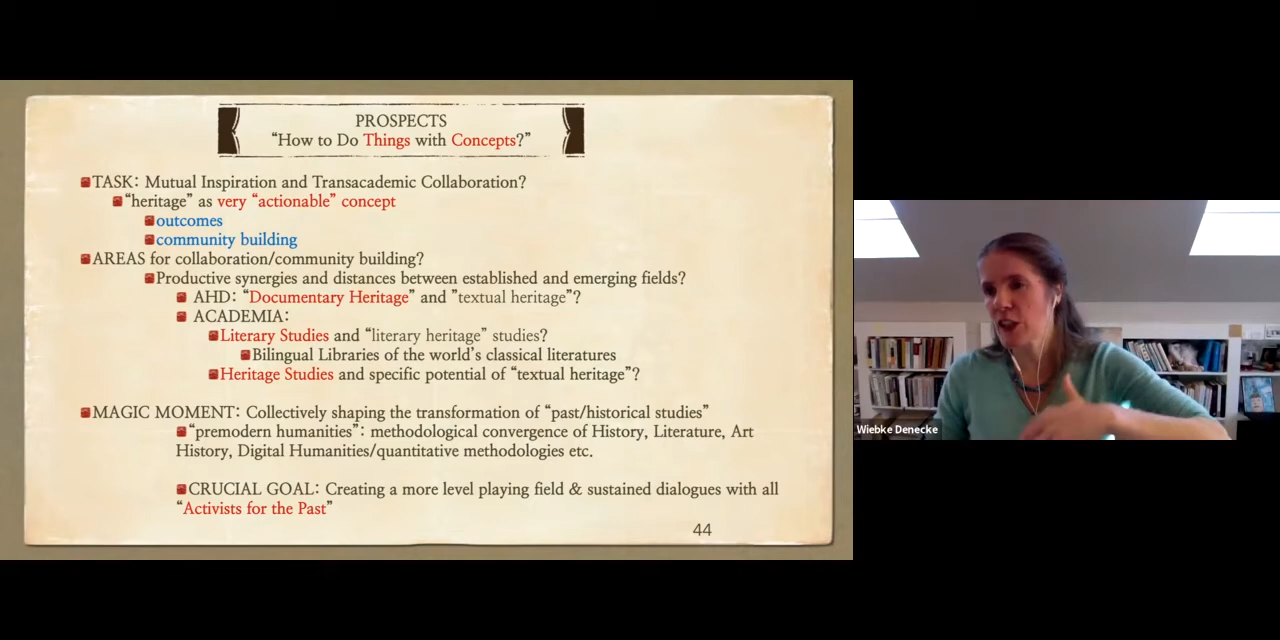 PROSPECTS
“How to Do Things with Concepts?”
TASK: Mutual Inspiration and Transacademic Collaboration?
“heritage” as very “actionable” concept
outcomes
community building
AREAS for collaboration/community building?
Productive synergies and distances between established and emerging fields?
AHD: “Documentary Heritage” and ”textual heritage”?
ACADEMIA:
Literary Studies and “literary heritage” studies?
Bilingual Libraries of the world’s classical literatures
Heritage Studies and specific potential of “textual heritage”?
MAGIC MOMENT: Collectively shaping the transformation of “past/historical studies”
“premodern humanities”: methodological convergence of History, Literature, Art
History, Digital Humanities/quantitative methodologies etc.
CRUCIAL GOAL: Creating a more level playing field & sustained dialogues with all
“Activists for the Past”
44
Wiebke Denecke